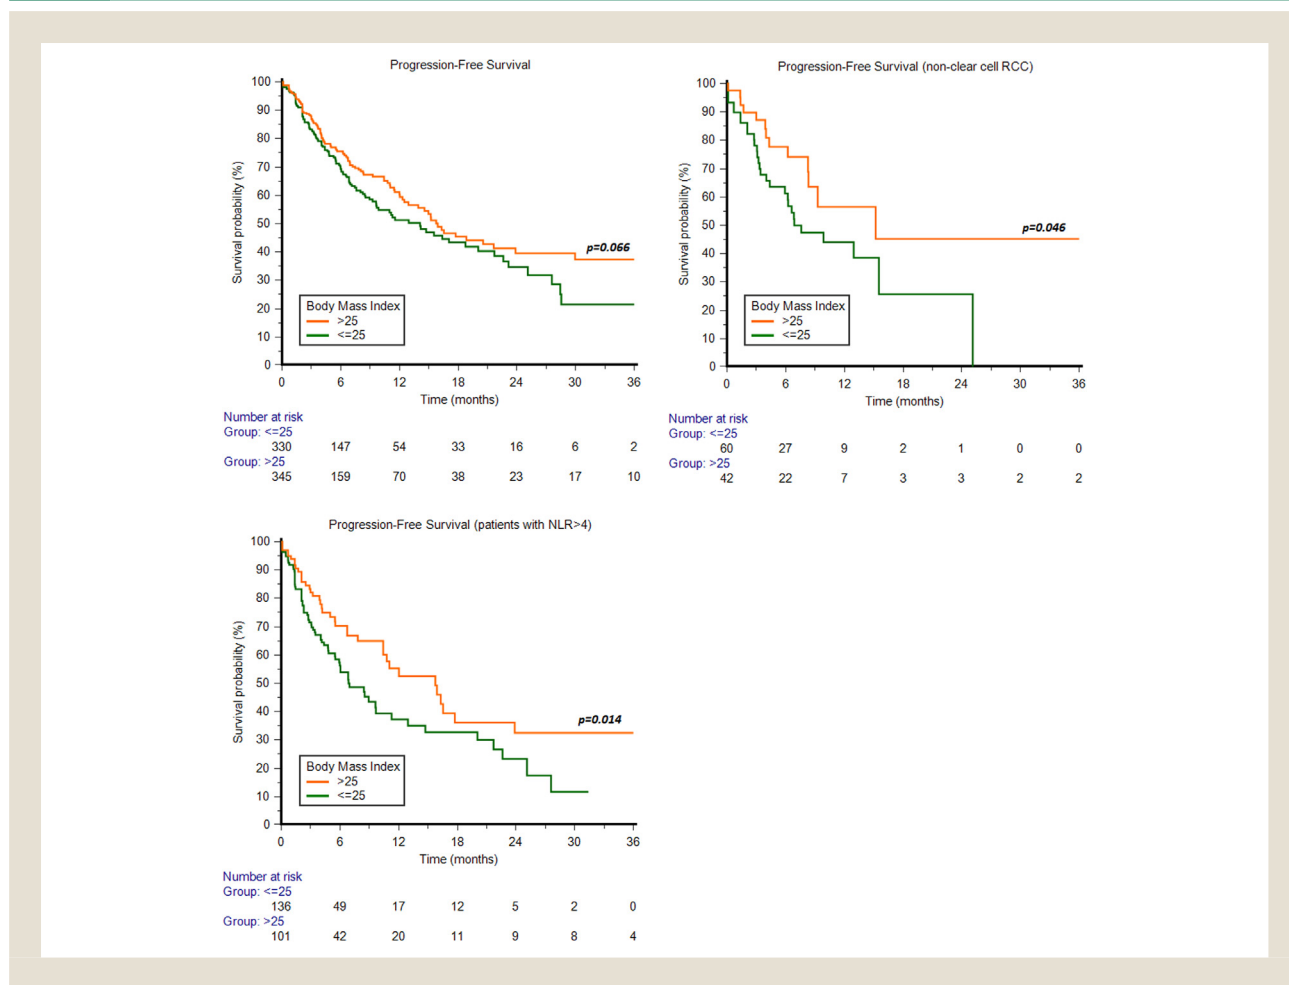 Progression-Free Survival
100
90
80
70
60
50
40
30
20
10
0
Survival probability (%)
p=0.066
Body Mass Index
>25
<=25
0 6 12 18 24 30 36
Time (months)
Number at risk
Group: <=25
330 147 54 33 16 6 2
Group: >25
345 159 70 38 23 17 10
Progression-Free Survival (non-clear cell RCC)
100
90
80
70
60
50
40
30
20
10
0
Survival probability (%)
p=0.046
Body Mass Index
>25
<=25
0 6 12 18 24 30 36
Time (months)
Number at risk
Group: <=25
60 27 9 2 1 0 0
Group: >25
42 22 7 3 3 2 2
Progression-Free Survival (patients with NLR>4)
100
90
80
70
60
50
40
30
20
10
0
Survival probability (%)
p=0.014
Body Mass Index
>25
<=25
0 6 12 18 24 30 36
Time (months)
Number at risk
Group: <=25
136 49 17 12 5 2 0
Group: >25
101 42 20 11 9 8 4